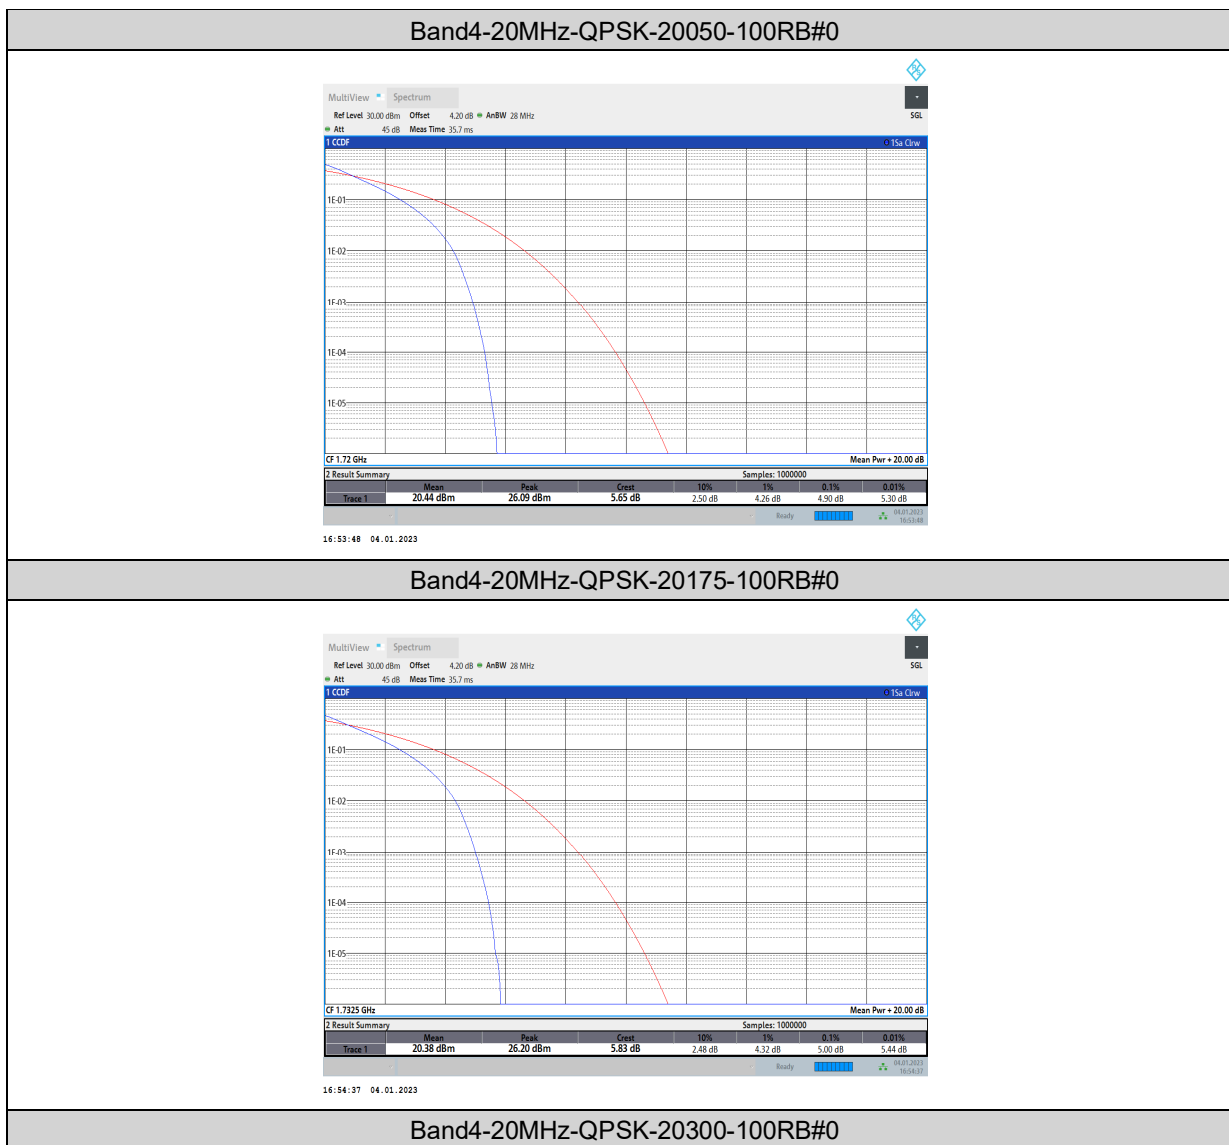 Band4-20MHz-QPSK-20050-100RB#0
MultiView Spectrum
Ref Level 30.00 dBm Offset 4.20 dB AnBW 28 MHz SGL
Att 45 dB Meas Time 35.7 ms
1 CCDF 1Sa Clrw
1E-01
1E-02
1E-03
1E-04
1E-05
CF 1.72 GHz Mean Pwr + 20.00 dB
2 Result Summary Samples: 1000000
Mean Peak Crest 10% 1% 0.1% 0.01%
Trace 1 20.44 dBm 26.09 dBm 5.65 dB 2.50 dB 4.26 dB 4.90 dB 5.30 dB
Ready 04.01.2023
16:53:48
16:53:48 04.01.2023
Band4-20MHz-QPSK-20175-100RB#0
MultiView Spectrum
Ref Level 30.00 dBm Offset 4.20 dB AnBW 28 MHz SGL
Att 45 dB Meas Time 35.7 ms
1 CCDF 1Sa Clrw
1E-01
1E-02
1E-03
1E-04
1E-05
CF 1.7325 GHz Mean Pwr + 20.00 dB
2 Result Summary Samples: 1000000
Mean Peak Crest 10% 1% 0.1% 0.01%
Trace 1 20.38 dBm 26.20 dBm 5.83 dB 2.48 dB 4.32 dB 5.00 dB 5.44 dB
Ready 04.01.2023
16:54:37
16:54:37 04.01.2023
Band4-20MHz-QPSK-20300-100RB#0